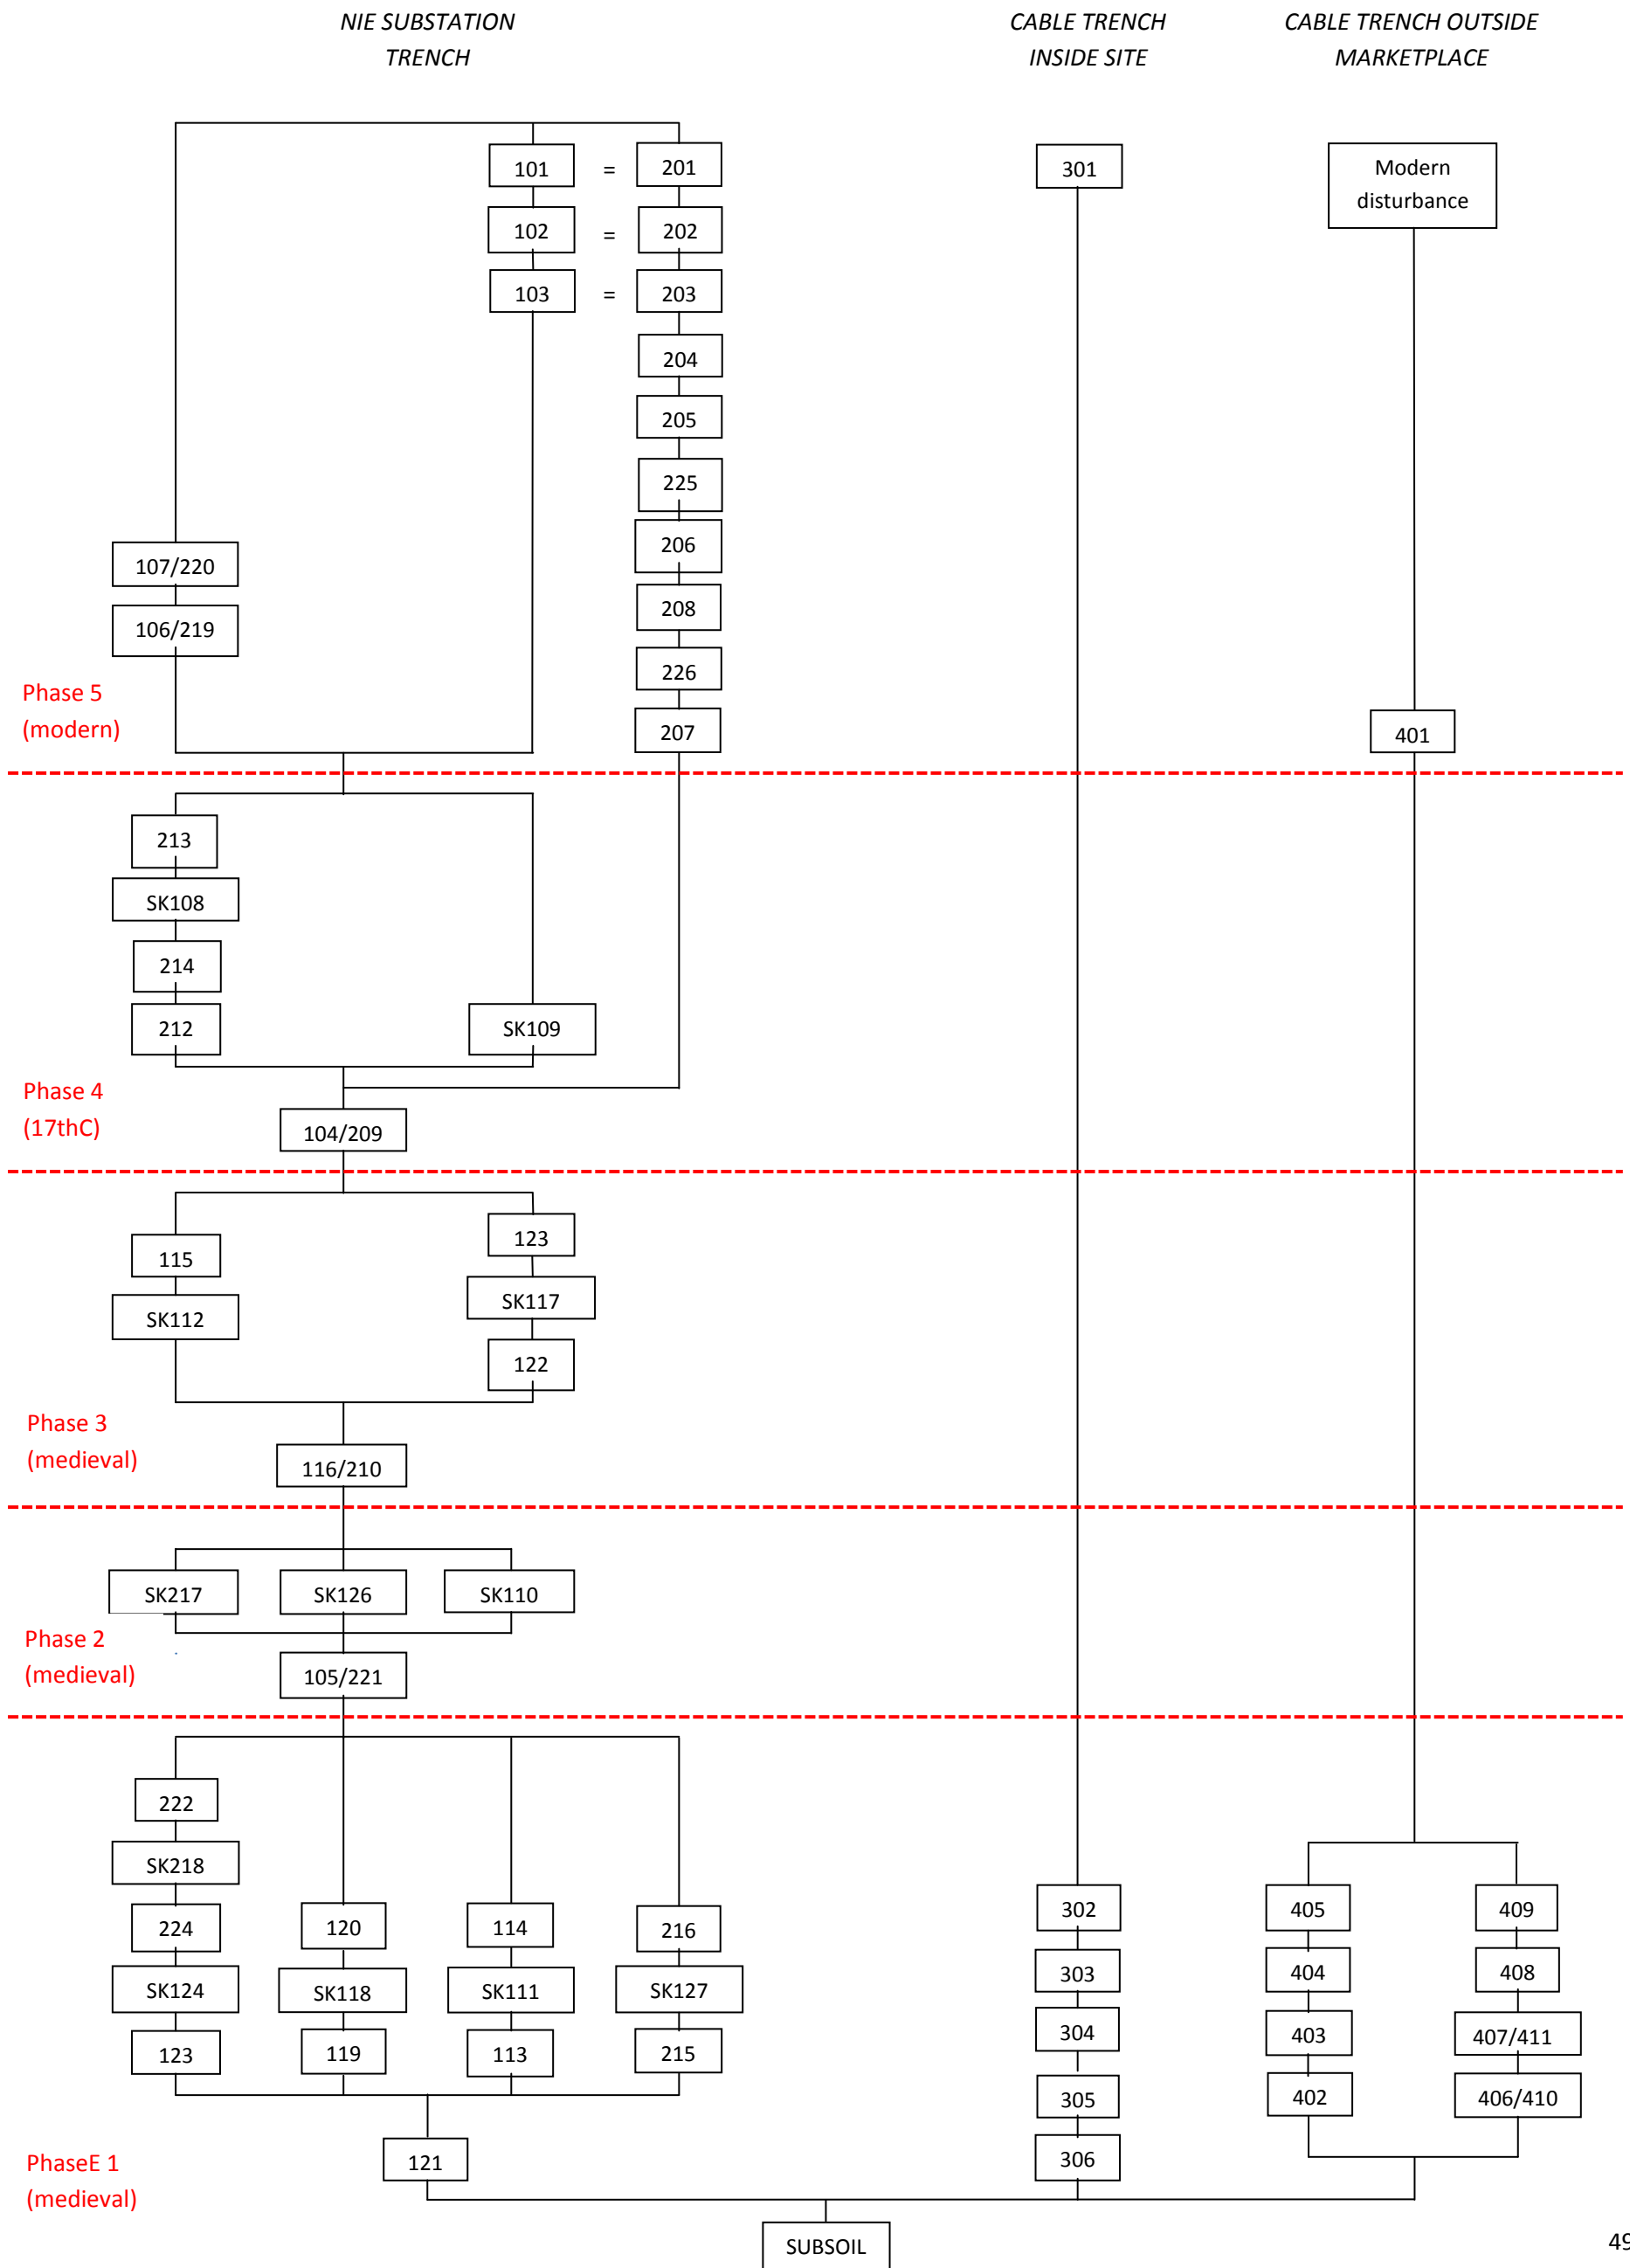 NIE SUBSTATION
TRENCH
CABLE TRENCH
INSIDE SITE
CABLE TRENCH OUTSIDE
MARKETPLACE
101 = 201
301
Modern
disturbance
102 = 202
103 = 203
204
205
225
206
107/220
208
106/219
226
Phase 5
(modern)
207
401
213
SK108
214
212
SK109
Phase 4
(17thC)
104/209
123
115
SK117
SK112
122
Phase 3
(medieval)
116/210
SK217 SK126 SK110
Phase 2
(medieval)
105/221
222
SK218
224 120 114 216
302 405 409
SK124 SK118 SK111 SK127
303 404 408
123 119 113 215
304 403 407/411
305 402 406/410
PhaseE 1
(medieval)
121
306
SUBSOIL
49